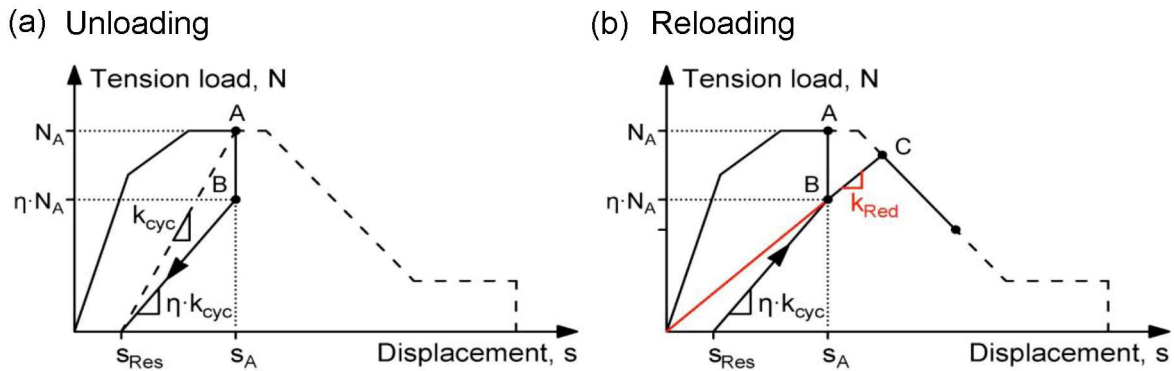 (a) Unloading
Tension load, N
N_A
A
B
η·N_A
k_cyc
η·k_cyc
s_Res
s_A
Displacement, s
(b) Reloading
Tension load, N
N_A
A
C
B
η·N_A
k_Red
η·k_cyc
s_Res
s_A
Displacement, s